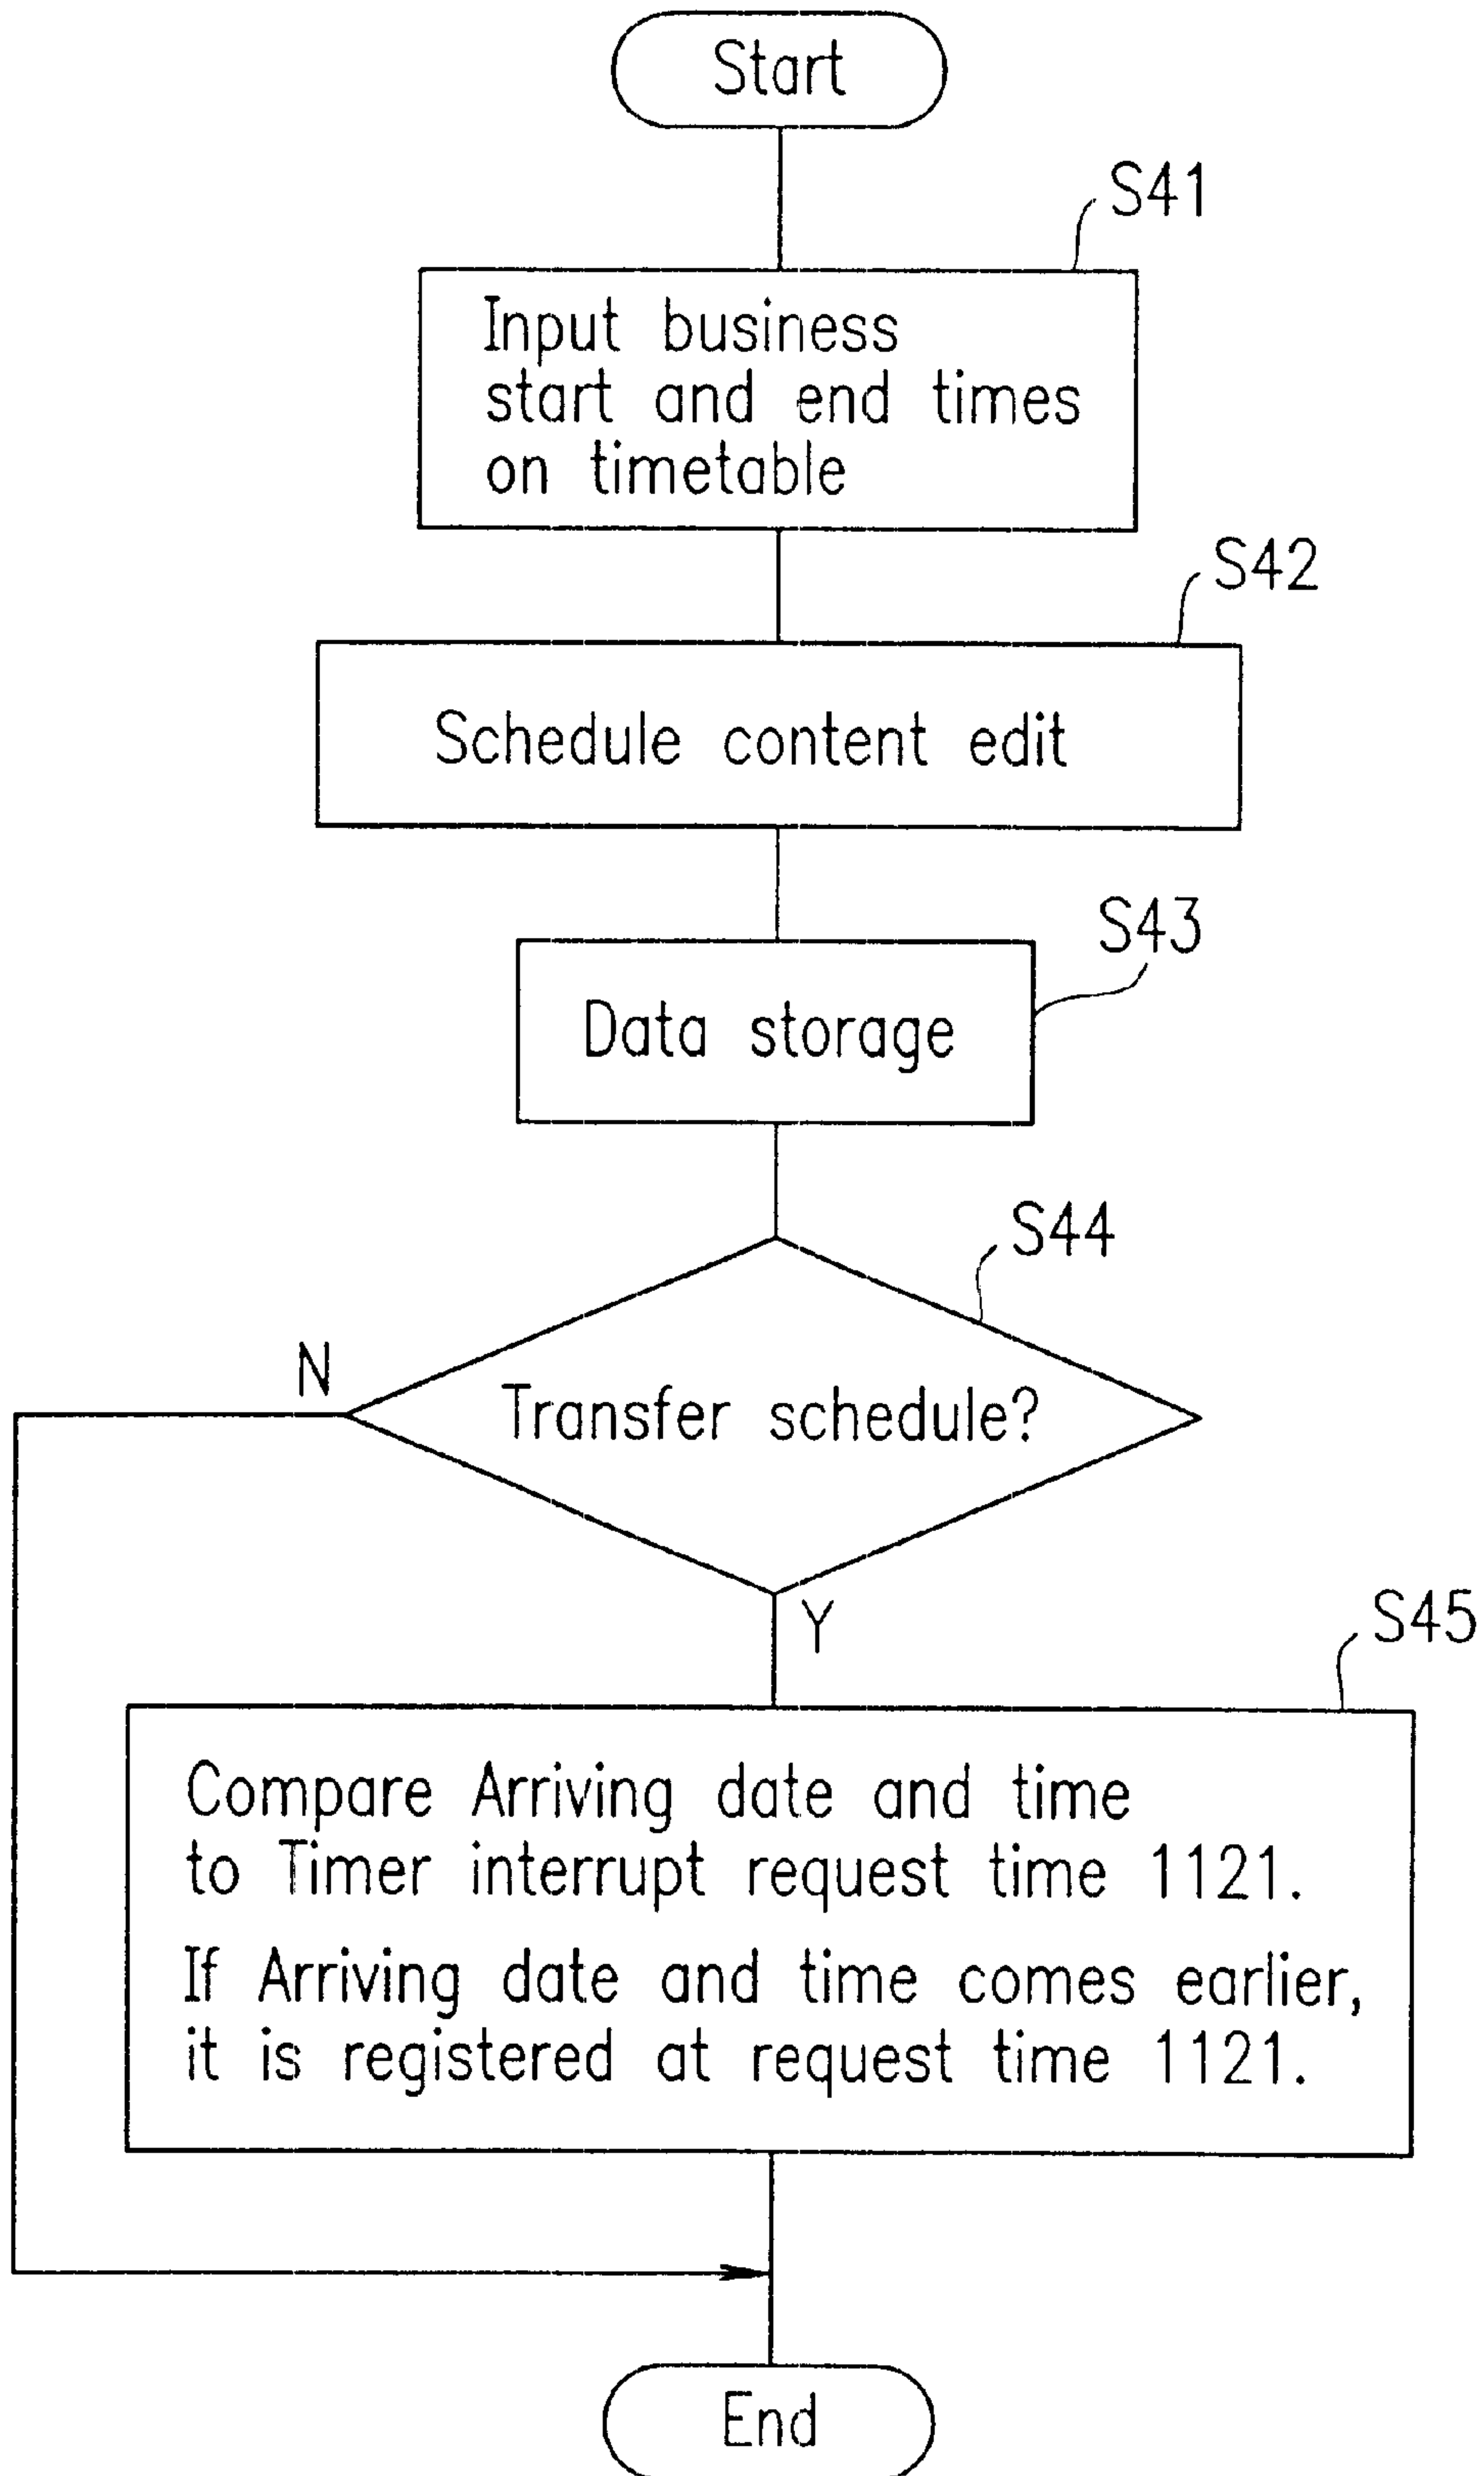 Start
S41
Input business
start and end times
on timetable
S42
Schedule content edit
S43
Data storage
S44
N
Transfer schedule?
Y
S45
Compare Arriving date and time
to Timer interrupt request time 1121.
If Arriving date and time comes earlier,
it is registered at request time 1121.
End